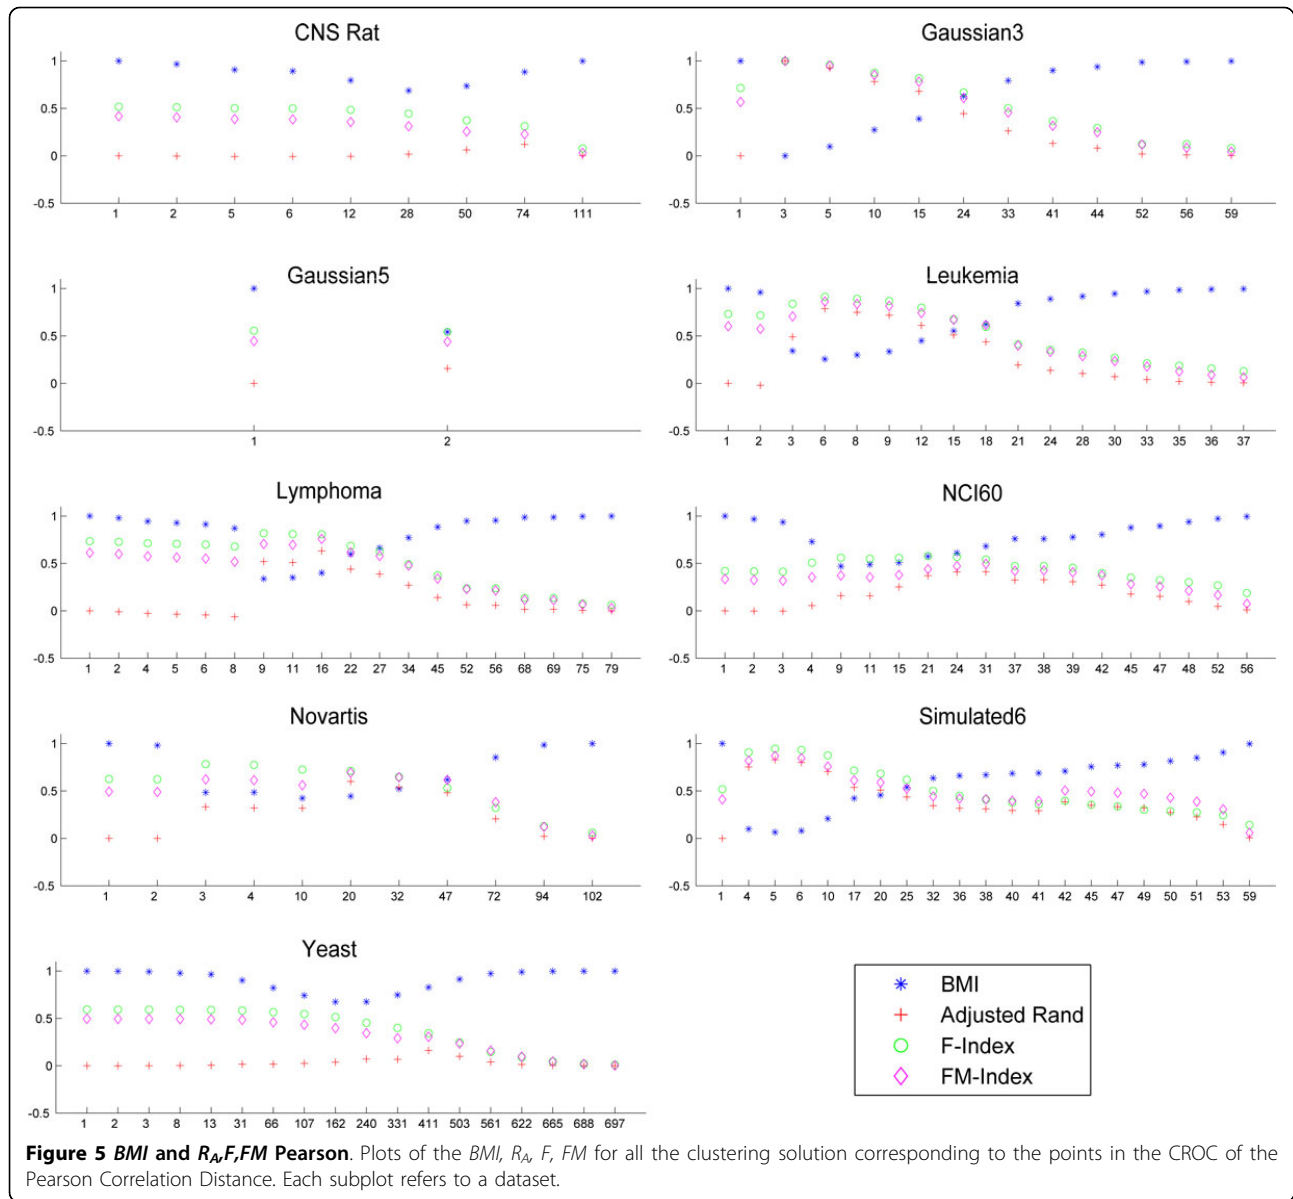 CNS Rat
1
0.5
0
-0.5
1 2 5 6 12 28 50 74 111
Gaussian3
1
0.5
0
-0.5
1 3 5 10 15 24 33 41 44 52 56 59
Gaussian5
1
0.5
0
-0.5
1 2
Leukemia
1
0.5
0
-0.5
1 2 3 6 8 9 12 15 18 21 24 28 30 33 35 36 37
Lymphoma
1
0.5
0
-0.5
1 2 4 5 6 8 9 11 16 22 27 34 45 52 56 68 69 75 79
NCI60
1
0.5
0
-0.5
1 2 3 4 9 11 15 21 24 31 37 38 39 42 45 47 48 52 56
Novartis
1
0.5
0
-0.5
1 2 3 4 10 20 32 47 72 94 102
Simulated6
1
0.5
0
-0.5
1 4 5 6 10 17 20 25 32 36 38 40 41 42 45 47 49 50 51 53 59
Yeast
1
0.5
0
-0.5
1 2 3 8 13 31 66 107 162 240 331 411 503 561 622 665 688 697
BMI
Adjusted Rand
F-Index
FM-Index
Figure 5 BMI and RA,F,FM Pearson. Plots of the BMI, RA, F, FM for all the clustering solution corresponding to the points in the CROC of the
Pearson Correlation Distance. Each subplot refers to a dataset.